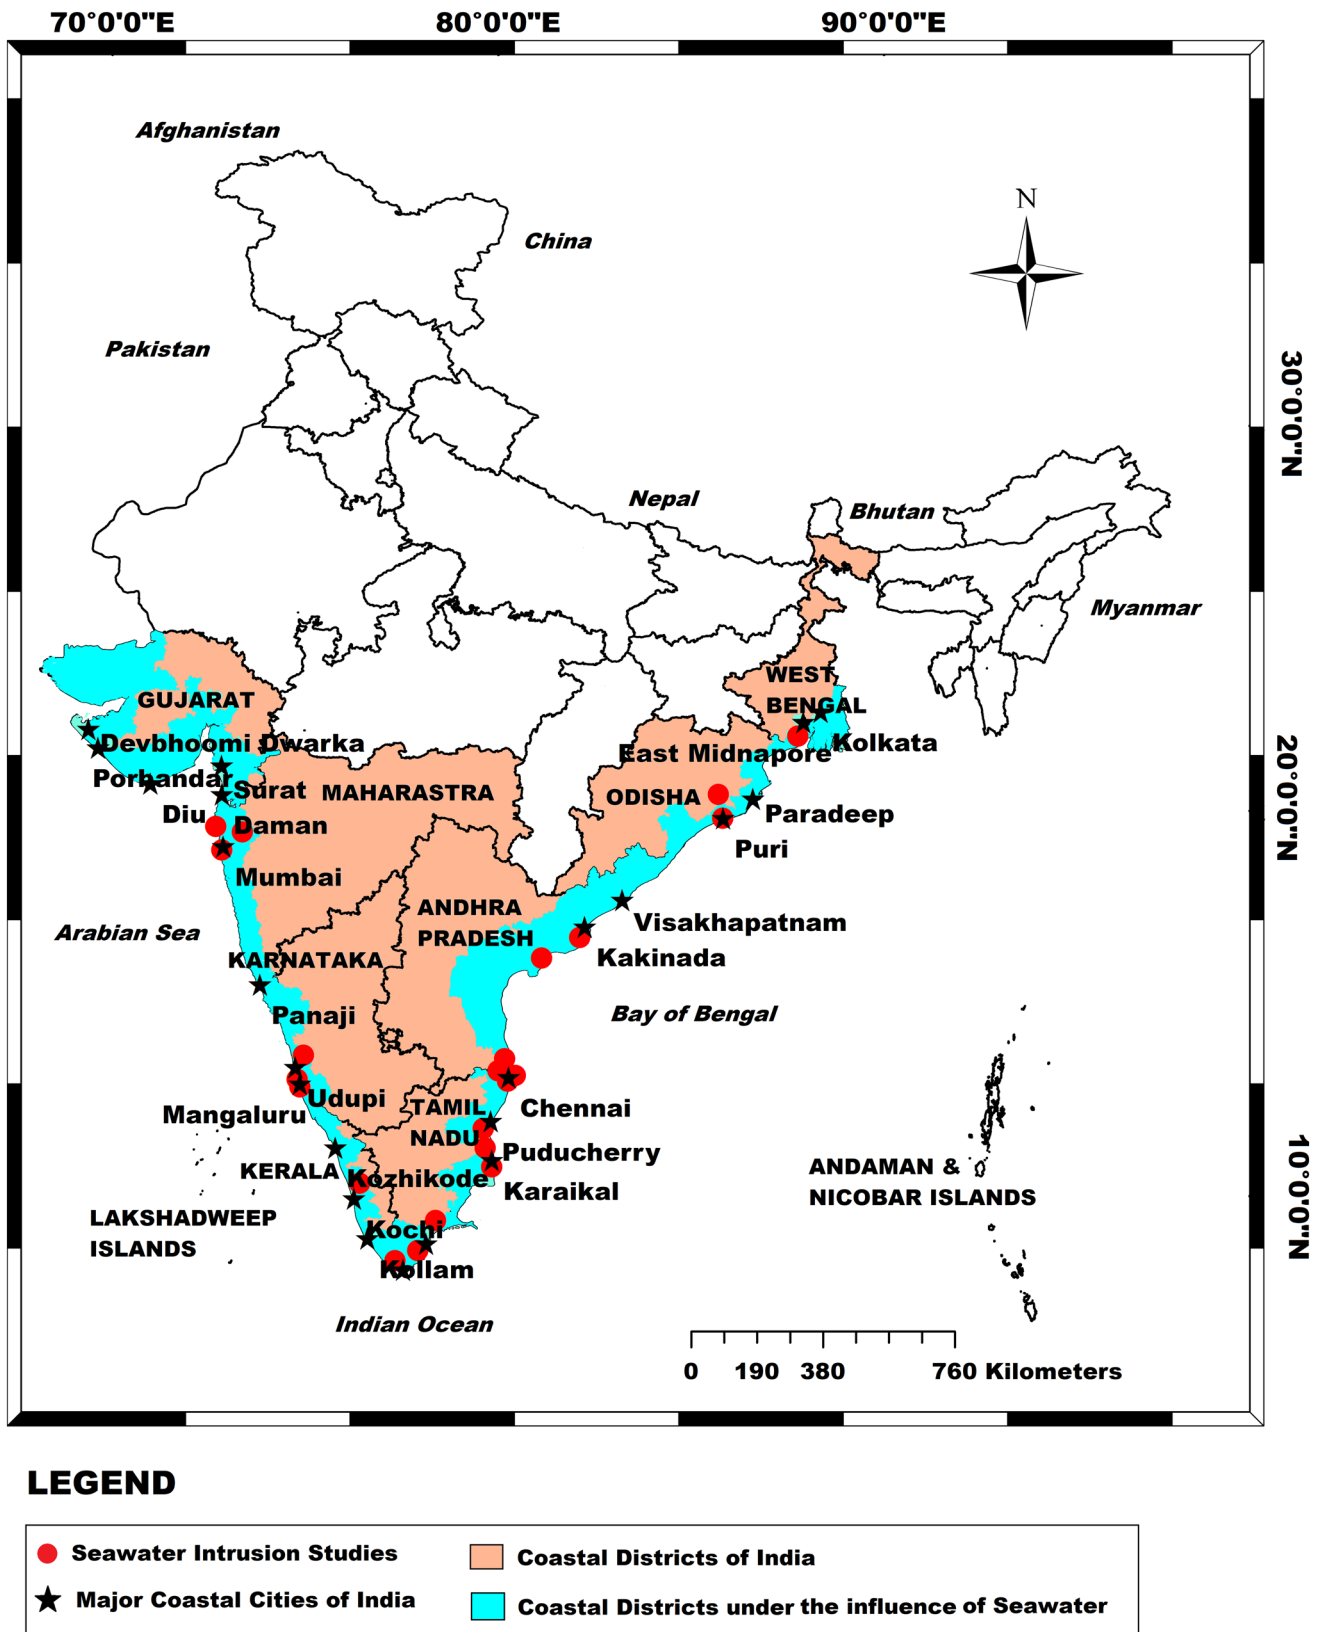 70°0'0"E
80°0'0"E
90°0'0"E
Afghanistan
N
China
Pakistan
30°0'0"N
Nepal
Bhutan
Myanmar
WEST
BENGAL
GUJARAT
Devbhoomi Dwarka
Kolkata
East Midnapore
20°0'0"N
Porhandar
Surat
MAHARASTRA
ODISHA
Diu
Daman
Paradeep
Puri
Mumbai
ANDHRA
PRADESH
Visakhapatnam
Arabian Sea
KARNATAKA
Kakinada
Panaji
Bay of Bengal
Udupi
Mangaluru
TAMIL
NADU
Chennai
Puducherry
KERALA
Kozhikode
Karaikal
ANDAMAN &
NICOBAR ISLANDS
10°0'0"N
LAKSHADWEEP
ISLANDS
Kochi
Kollam
Indian Ocean
0 190 380 760 Kilometers
LEGEND
Seawater Intrusion Studies
Coastal Districts of India
Major Coastal Cities of India
Coastal Districts under the influence of Seawater